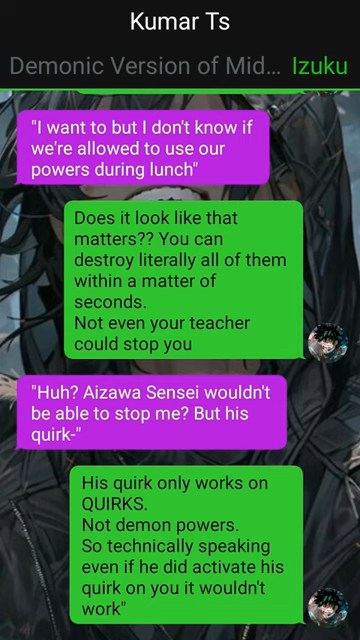 Kumar Ts
Demonic Version of Mid... Izuku
"I want to but I don't know if
we're allowed to use our
powers during lunch"
Does it look like that
matters?? You can
destroy literally all of them
within a matter of
seconds.
Not even your teacher
could stop you
"Huh? Aizawa Sensei wouldn't
be able to stop me? But his
quirk-"
His quirk only works on
QUIRKS.
Not demon powers.
So technically speaking
even if he did activate his
quirk on you it wouldn't
work"